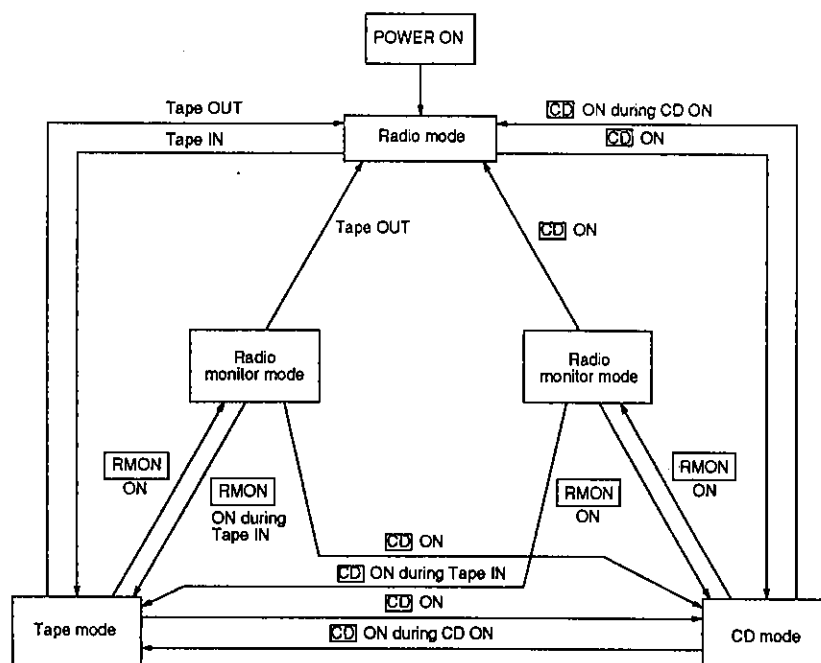 POWER ON
Tape OUT
CD ON during CD ON
Radio mode
Tape IN
CD ON
Tape OUT
CD ON
Radio
monitor mode
Radio
monitor mode
RMON
ON
RMON
ON during
Tape IN
RMON
ON
RMON
ON
CD ON
CD ON during Tape IN
CD ON
Tape mode
CD mode
CD ON during CD ON